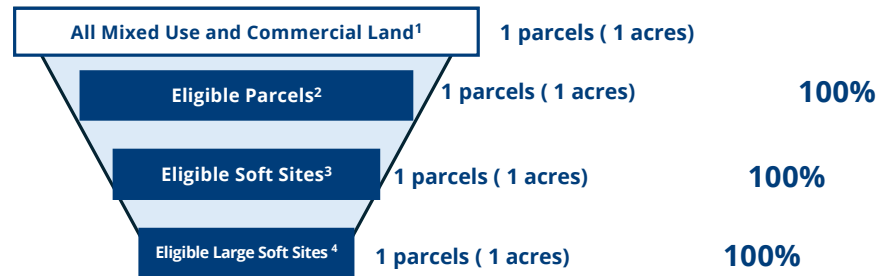 All Mixed Use and Commercial Land¹ 1 parcels ( 1 acres)
Eligible Parcels² 1 parcels ( 1 acres) 100%
Eligible Soft Sites³ 1 parcels ( 1 acres) 100%
Eligible Large Soft Sites ⁴ 1 parcels ( 1 acres) 100%